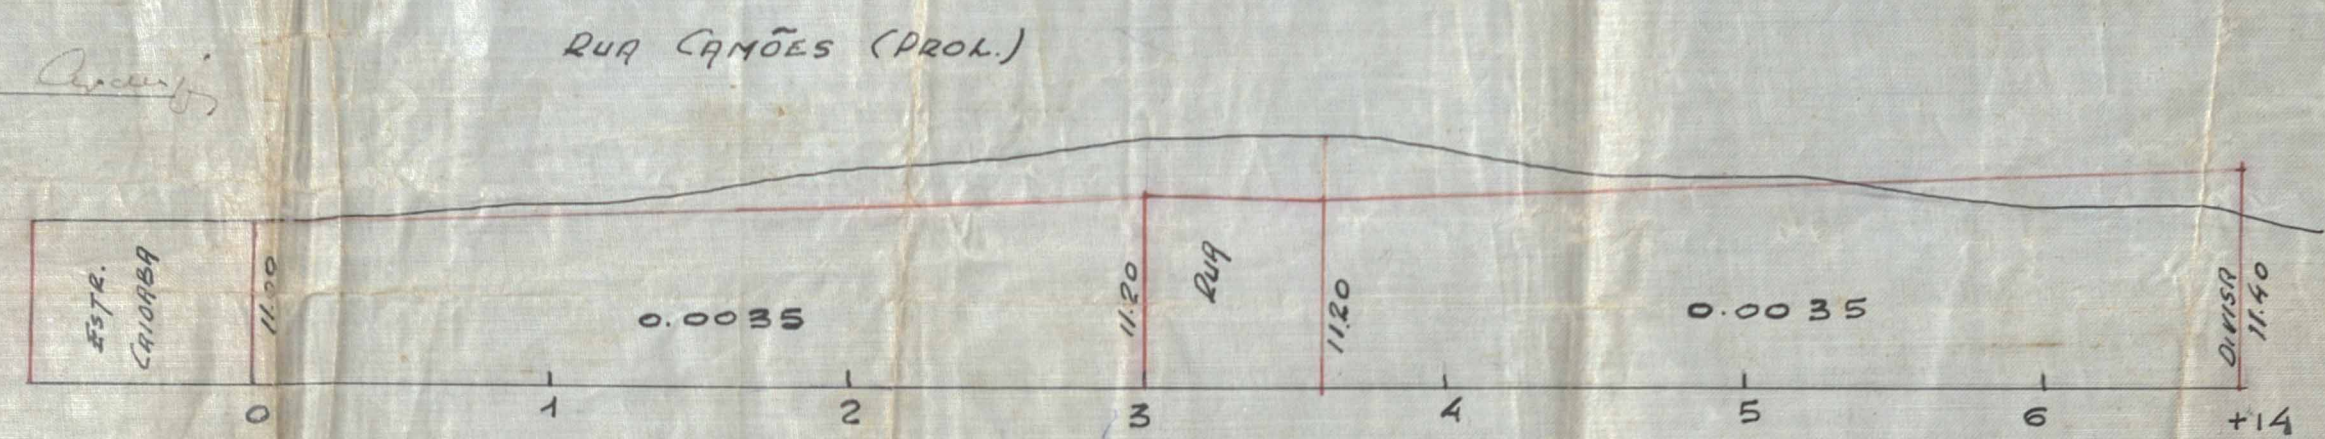 RUA CAMÕES (PROL.)
ESTR.
CAIOABA
11.00
0.0035
11.20
RUA
11.20
0.0035
DIVISA
11.40
0 1 2 3 4 5 6 +14